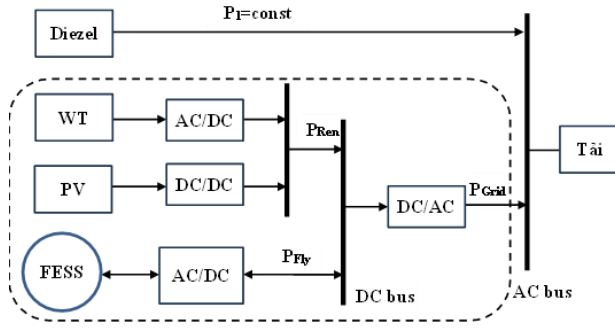 Diezel
P1=const
WT
AC/DC
PRen
Tải
PV
DC/DC
DC/AC
PGrid
FESS
AC/DC
PFly
DC bus
AC bus